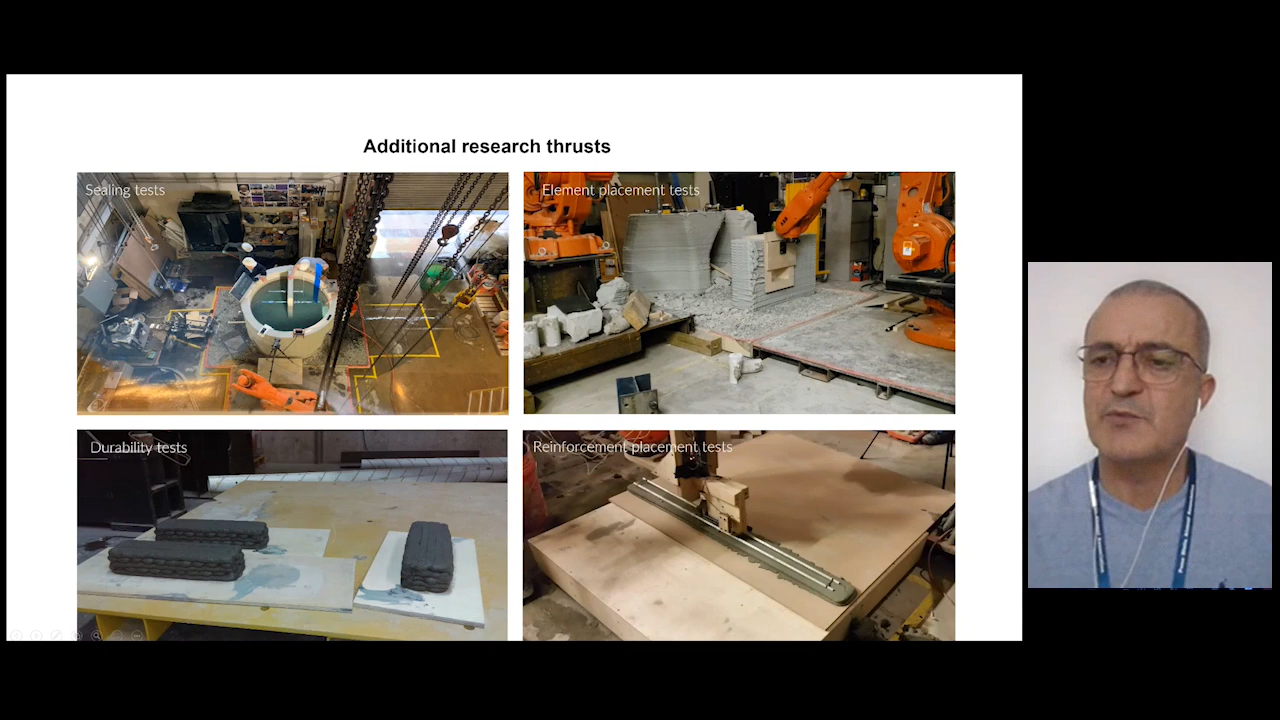 Additional research thrusts
Sealing tests
Element placement tests
Durability tests
Reinforcement placement tests